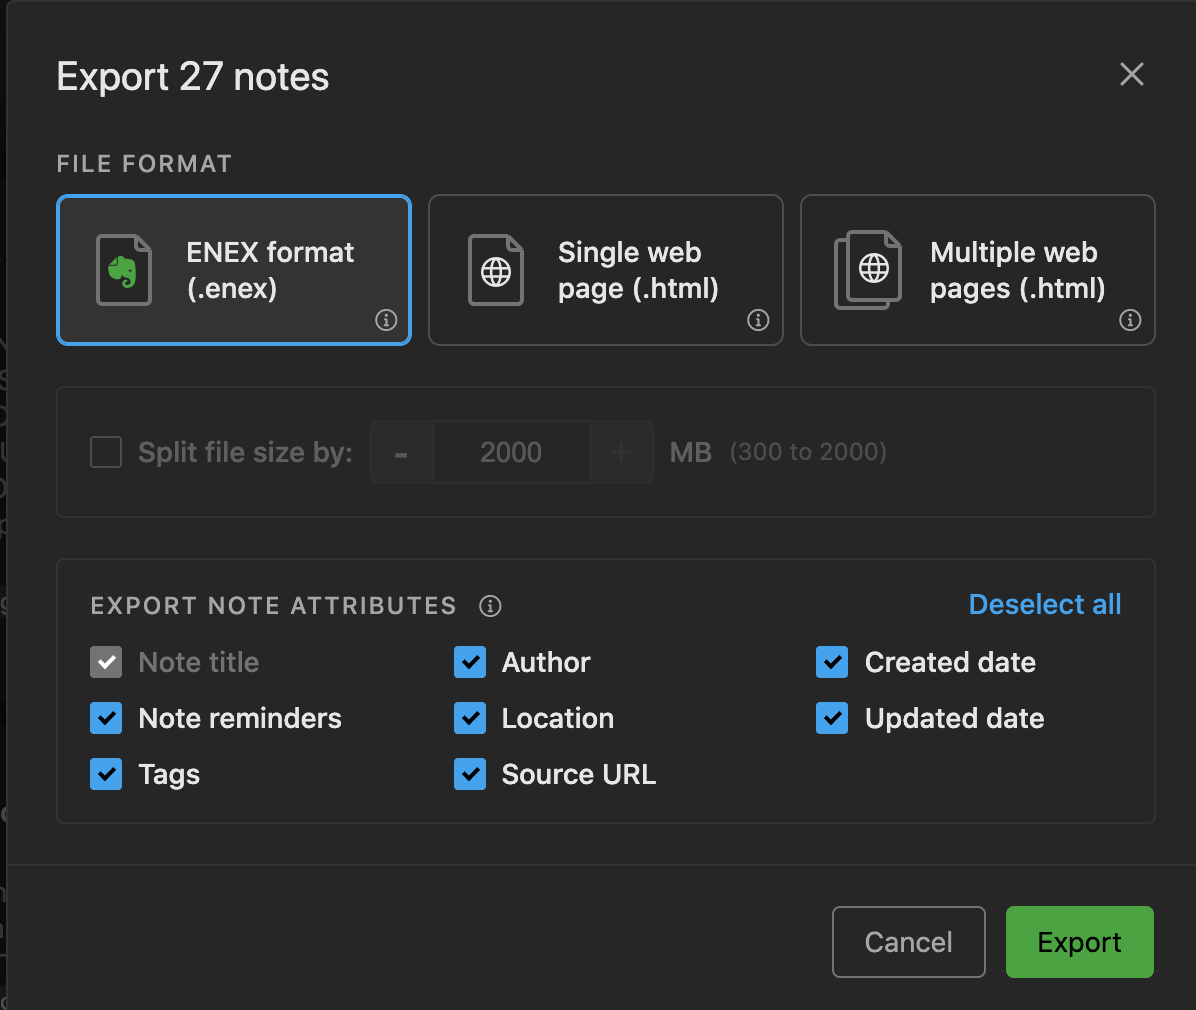 Export 27 notes
FILE FORMAT
ENEX format
(.enex)
Single web
page (.html)
Multiple web
pages (.html)
Split file size by: - 2000 + MB (300 to 2000)
EXPORT NOTE ATTRIBUTES
Deselect all
Note title
Author
Created date
Note reminders
Location
Updated date
Tags
Source URL
Cancel
Export